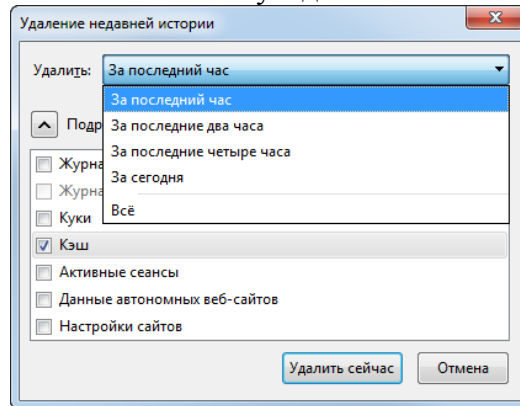 Удаление недавней истории
Удалить: За последний час
За последний час
За последние два часа
За последние четыре часа
За сегодня
Всё
Куки
Кэш
Активные сеансы
Данные автономных веб-сайтов
Настройки сайтов
Удалить сейчас Отмена